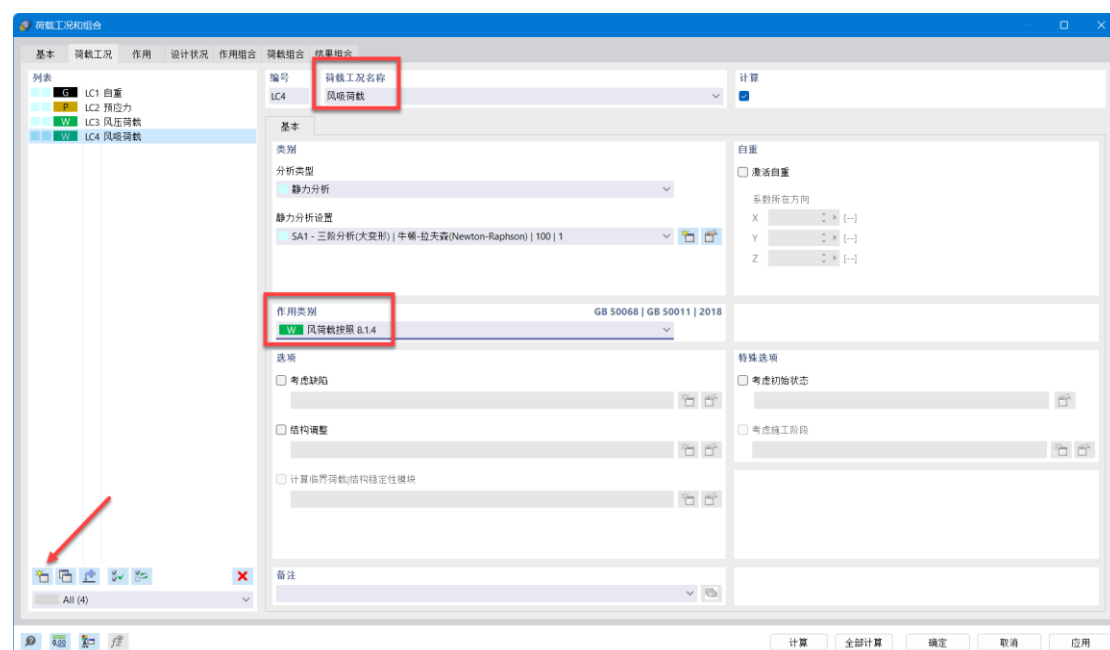 荷载工况和组合
基本 荷载工况 作用 设计状况 作用组合 荷载组合 结果组合
列表
G LC1 自重
P LC2 预应力
W LC3 风压荷载
W LC4 风吸荷载
All (4)
编号 荷载工况名称
LC4 风吸荷载
计算
基本
类别
分析类型
静力分析
静力分析设置
SA1 - 三阶分析(大变形) | 牛顿-拉夫森(Newton-Raphson) | 100 | 1
自重
激活自重
系数所在方向
X [--]
Y [--]
Z [--]
作用类别 GB 50068 | GB 50011 | 2018
W 风荷载按照 8.1.4
选项
考虑缺陷
结构调整
计算临界荷载|结构稳定性模块
特殊选项
考虑初始状态
考虑施工阶段
备注
0,00
计算 全部计算 确定 取消 应用